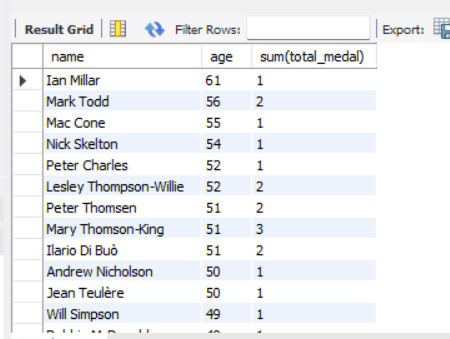 Result Grid Filter Rows: Export:
name age sum(total_medal)
Ian Millar 61 1
Mark Todd 56 2
Mac Cone 55 1
Nick Skelton 54 1
Peter Charles 52 1
Lesley Thompson-Willie 52 2
Peter Thomsen 51 2
Mary Thomson-King 51 3
Ilario Di Buò 51 2
Andrew Nicholson 50 1
Jean Teulère 50 1
Will Simpson 49 1